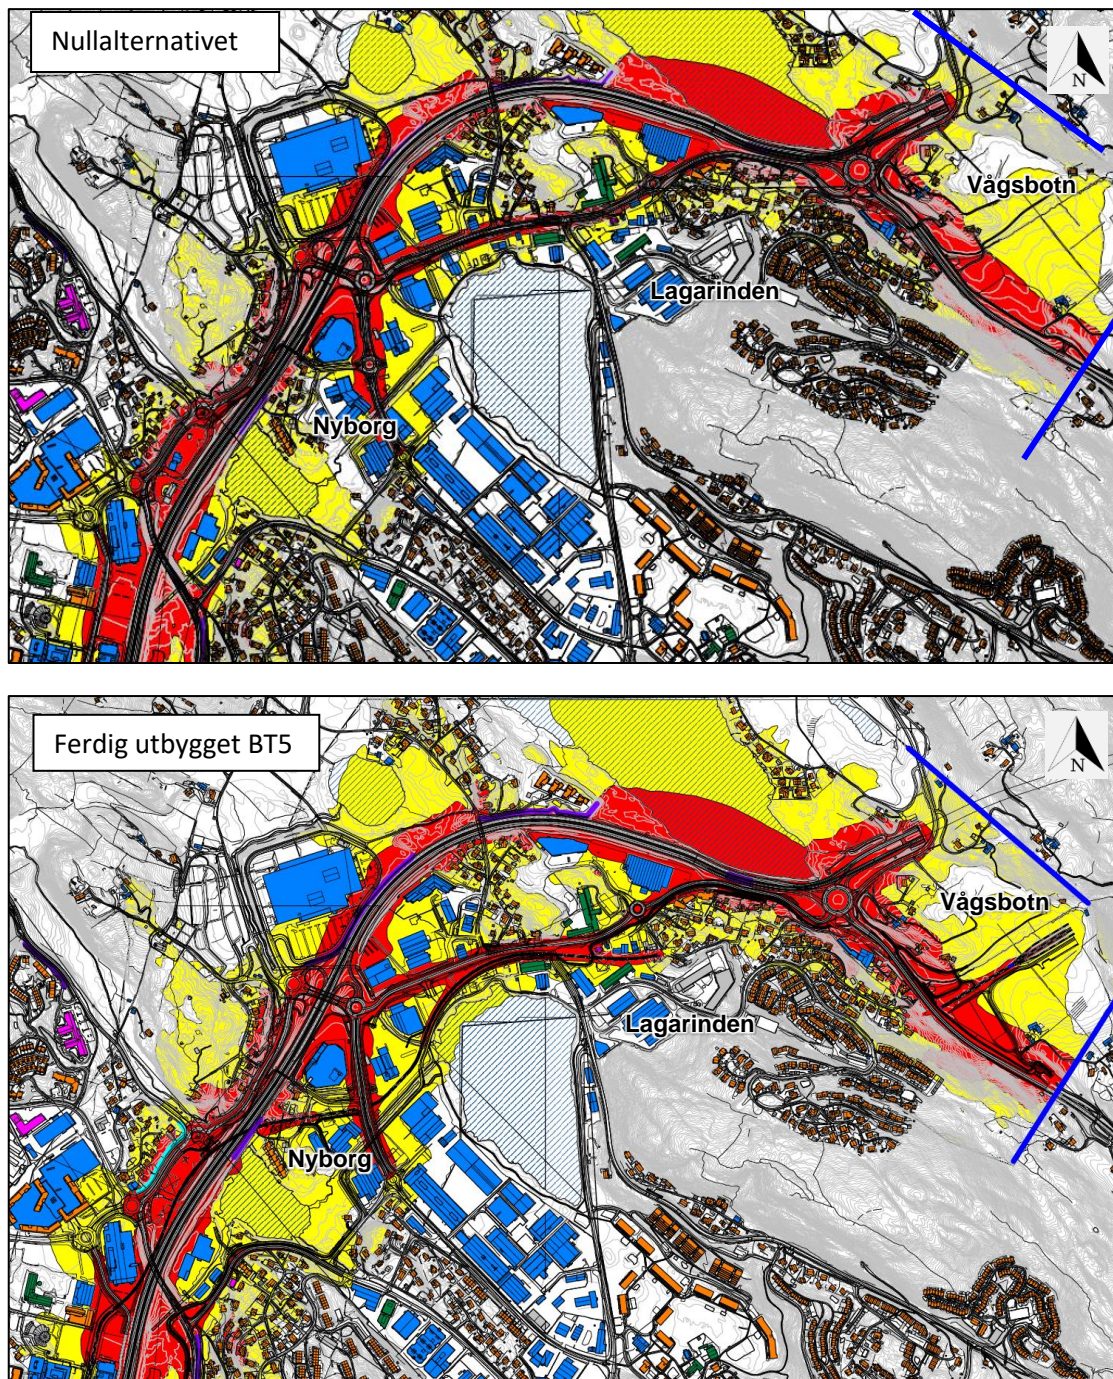 Nullalternativet
N
Vågsbotn
Lagarinden
Nyborg
Ferdig utbygget BT5
N
Vågsbotn
Lagarinden
Nyborg